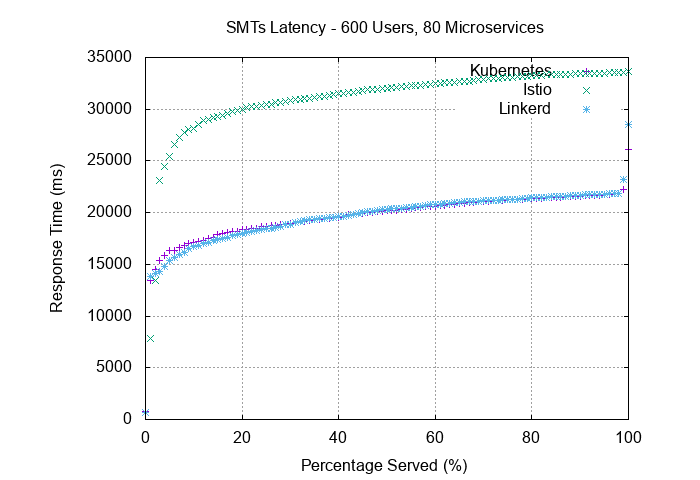 SMTs Latency - 600 Users, 80 Microservices
35000
30000
25000
20000
15000
10000
5000
0
Response Time (ms)
Kubernetes
Istio
Linkerd
0 20 40 60 80 100
Percentage Served (%)